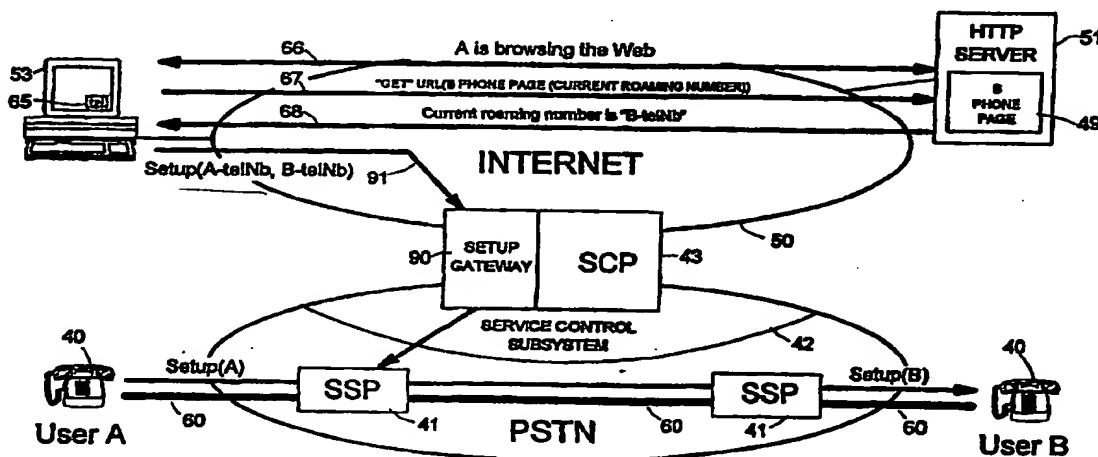 66
A is browsing the Web
HTTP
SERVER
51
53
65
67
"GET" URL(B PHONE PAGE (CURRENT ROAMING NUMBER))
B
PHONE
PAGE
49
68
Current roaming number is "B-telNb"
INTERNET
Setup(A-telNb, B-telNb)
91
50
90
SETUP
GATEWAY
SCP
43
SERVICE CONTROL
SUBSYSTEM
42
40
Setup(A)
SSP
SSP
Setup(B)
40
60
41
60
41
60
User A
PSTN
User B